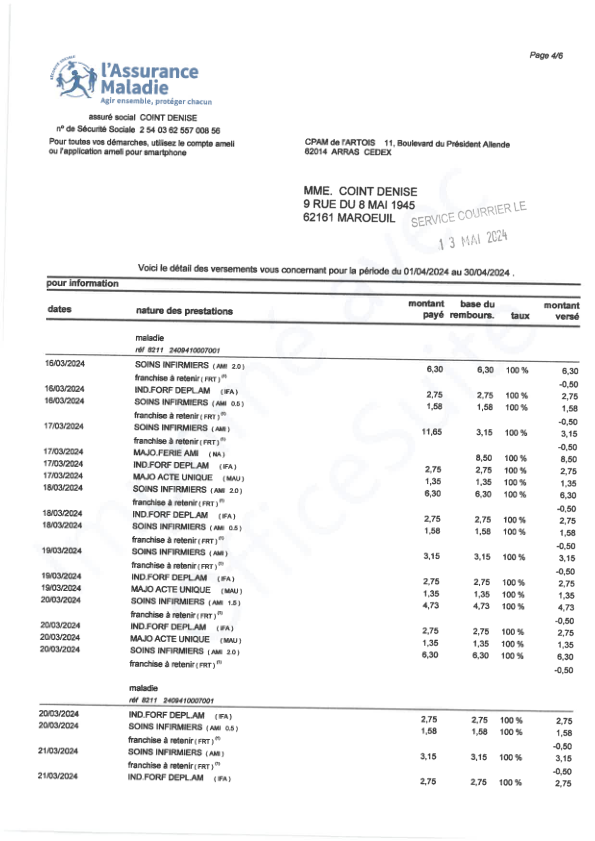 Page 4/6
SÉCURITÉ SOCIALE
l'Assurance
Maladie
Agir ensemble, protéger chacun
assuré social COINT DENISE
n° de Sécurité Sociale 2 54 03 62 557 008 56
Pour toutes vos démarches, utilisez le compte ameli
ou l'application ameli pour smartphone
CPAM de l'ARTOIS 11, Boulevard du Président Allende
62014 ARRAS CEDEX
MME. COINT DENISE
9 RUE DU 8 MAI 1945
62161 MAROEUIL
SERVICE COURRIER LE
13 MAI 2024
Voici le détail des versements vous concernant pour la période du 01/04/2024 au 30/04/2024 .
pour information
dates nature des prestations montant payé base du rembours. taux montant versé
maladie
réf 8211 2409410007001
16/03/2024 SOINS INFIRMIERS ( AMI 2.0 ) 6,30 6,30 100 % 6,30
franchise à retenir ( FRT ) (1) -0,50
16/03/2024 IND.FORF DEPL.AM ( IFA ) 2,75 2,75 100 % 2,75
16/03/2024 SOINS INFIRMIERS ( AMI 0.5 ) 1,58 1,58 100 % 1,58
franchise à retenir ( FRT ) (1) -0,50
17/03/2024 SOINS INFIRMIERS ( AMI ) 11,65 3,15 100 % 3,15
franchise à retenir ( FRT ) (1) -0,50
17/03/2024 MAJO.FERIE AMI ( NA ) 8,50 100 % 8,50
17/03/2024 IND.FORF DEPL.AM ( IFA ) 2,75 2,75 100 % 2,75
17/03/2024 MAJO ACTE UNIQUE ( MAU ) 1,35 1,35 100 % 1,35
18/03/2024 SOINS INFIRMIERS ( AMI 2.0 ) 6,30 6,30 100 % 6,30
franchise à retenir ( FRT ) (1) -0,50
18/03/2024 IND.FORF DEPL.AM ( IFA ) 2,75 2,75 100 % 2,75
18/03/2024 SOINS INFIRMIERS ( AMI 0.5 ) 1,58 1,58 100 % 1,58
franchise à retenir ( FRT ) (1) -0,50
19/03/2024 SOINS INFIRMIERS ( AMI ) 3,15 3,15 100 % 3,15
franchise à retenir ( FRT ) (1) -0,50
19/03/2024 IND.FORF DEPL.AM ( IFA ) 2,75 2,75 100 % 2,75
19/03/2024 MAJO ACTE UNIQUE ( MAU ) 1,35 1,35 100 % 1,35
20/03/2024 SOINS INFIRMIERS ( AMI 1.5 ) 4,73 4,73 100 % 4,73
franchise à retenir ( FRT ) (1) -0,50
20/03/2024 IND.FORF DEPL.AM ( IFA ) 2,75 2,75 100 % 2,75
20/03/2024 MAJO ACTE UNIQUE ( MAU ) 1,35 1,35 100 % 1,35
20/03/2024 SOINS INFIRMIERS ( AMI 2.0 ) 6,30 6,30 100 % 6,30
franchise à retenir ( FRT ) (1) -0,50
maladie
réf 8211 2409410007001
20/03/2024 IND.FORF DEPL.AM ( IFA ) 2,75 2,75 100 % 2,75
20/03/2024 SOINS INFIRMIERS ( AMI 0.5 ) 1,58 1,58 100 % 1,58
franchise à retenir ( FRT ) (1) -0,50
21/03/2024 SOINS INFIRMIERS ( AMI ) 3,15 3,15 100 % 3,15
franchise à retenir ( FRT ) (1) -0,50
21/03/2024 IND.FORF DEPL.AM ( IFA ) 2,75 2,75 100 % 2,75